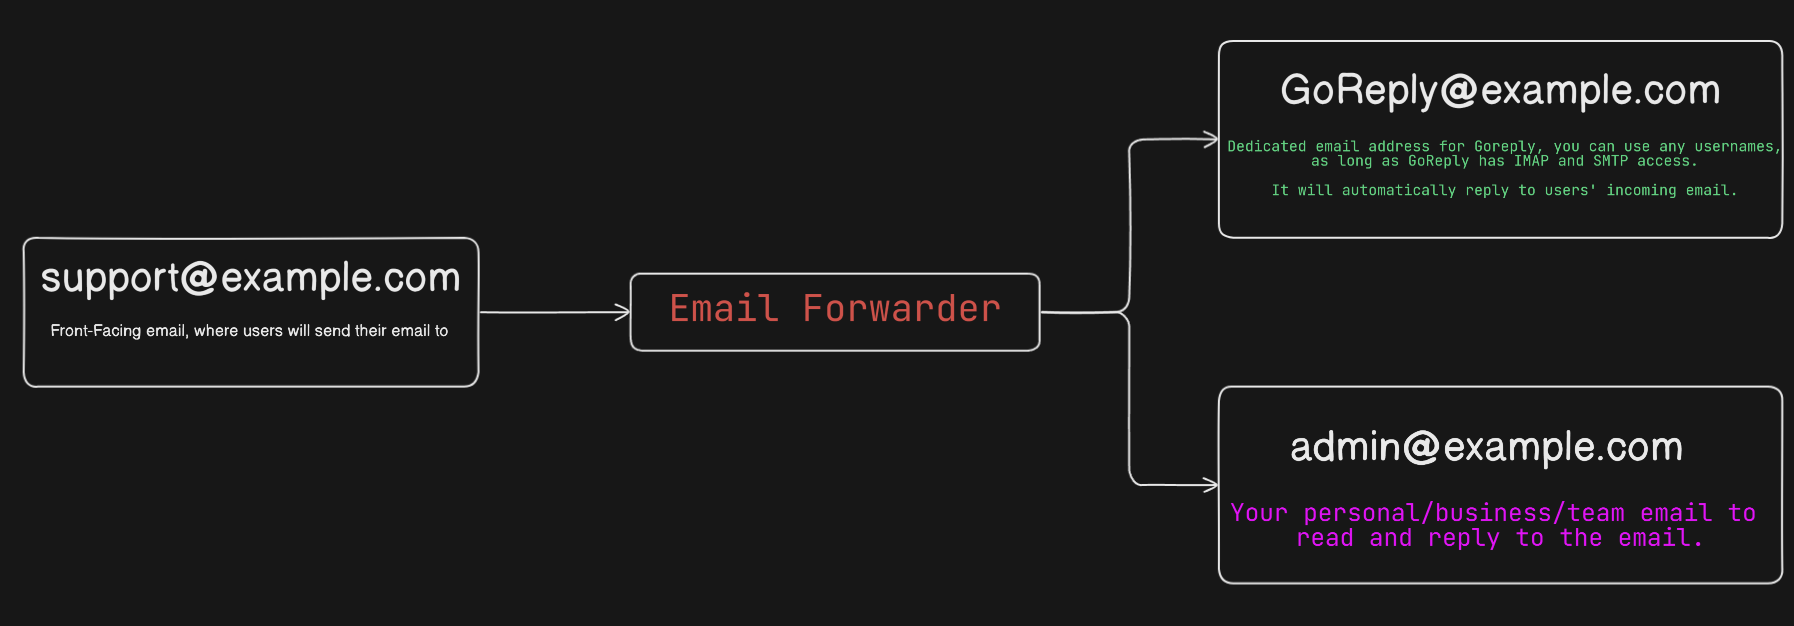 support@example.com
Front-Facing email, where users will send their email to
Email Forwarder
GoReply@example.com
Dedicated email address for Goreply, you can use any usernames,
as long as GoReply has IMAP and SMTP access.
It will automatically reply to users' incoming email.
admin@example.com
Your personal/business/team email to
read and reply to the email.